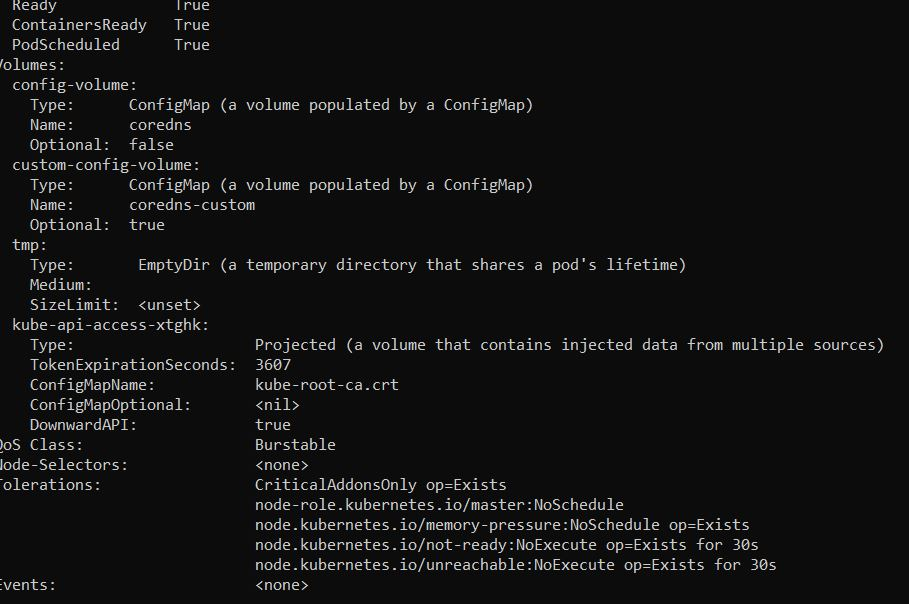 Ready True
ContainersReady True
PodScheduled True
Volumes:
config-volume:
Type: ConfigMap (a volume populated by a ConfigMap)
Name: coredns
Optional: false
custom-config-volume:
Type: ConfigMap (a volume populated by a ConfigMap)
Name: coredns-custom
Optional: true
tmp:
Type: EmptyDir (a temporary directory that shares a pod's lifetime)
Medium:
SizeLimit: <unset>
kube-api-access-xtghk:
Type: Projected (a volume that contains injected data from multiple sources)
TokenExpirationSeconds: 3607
ConfigMapName: kube-root-ca.crt
ConfigMapOptional: <nil>
DownwardAPI: true
QoS Class: Burstable
Node-Selectors: <none>
Tolerations: CriticalAddonsOnly op=Exists
node-role.kubernetes.io/master:NoSchedule
node.kubernetes.io/memory-pressure:NoSchedule op=Exists
node.kubernetes.io/not-ready:NoExecute op=Exists for 30s
node.kubernetes.io/unreachable:NoExecute op=Exists for 30s
Events: <none>